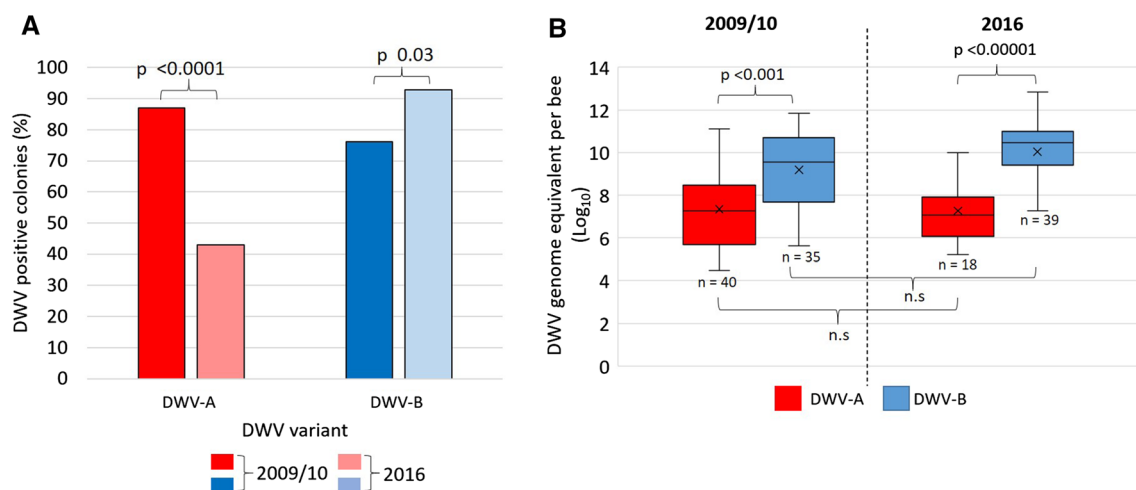 A
DWV positive colonies (%)
100
90
80
70
60
50
40
30
20
10
0
p <0.0001
p 0.03
DWV-A
DWV-B
DWV variant
2009/10
2016
B
2009/10
2016
DWV genome equivalent per bee
(Log10)
14
12
10
8
6
4
2
0
p <0.001
p <0.00001
n = 40
n = 35
n = 18
n = 39
n.s
n.s
DWV-A
DWV-B